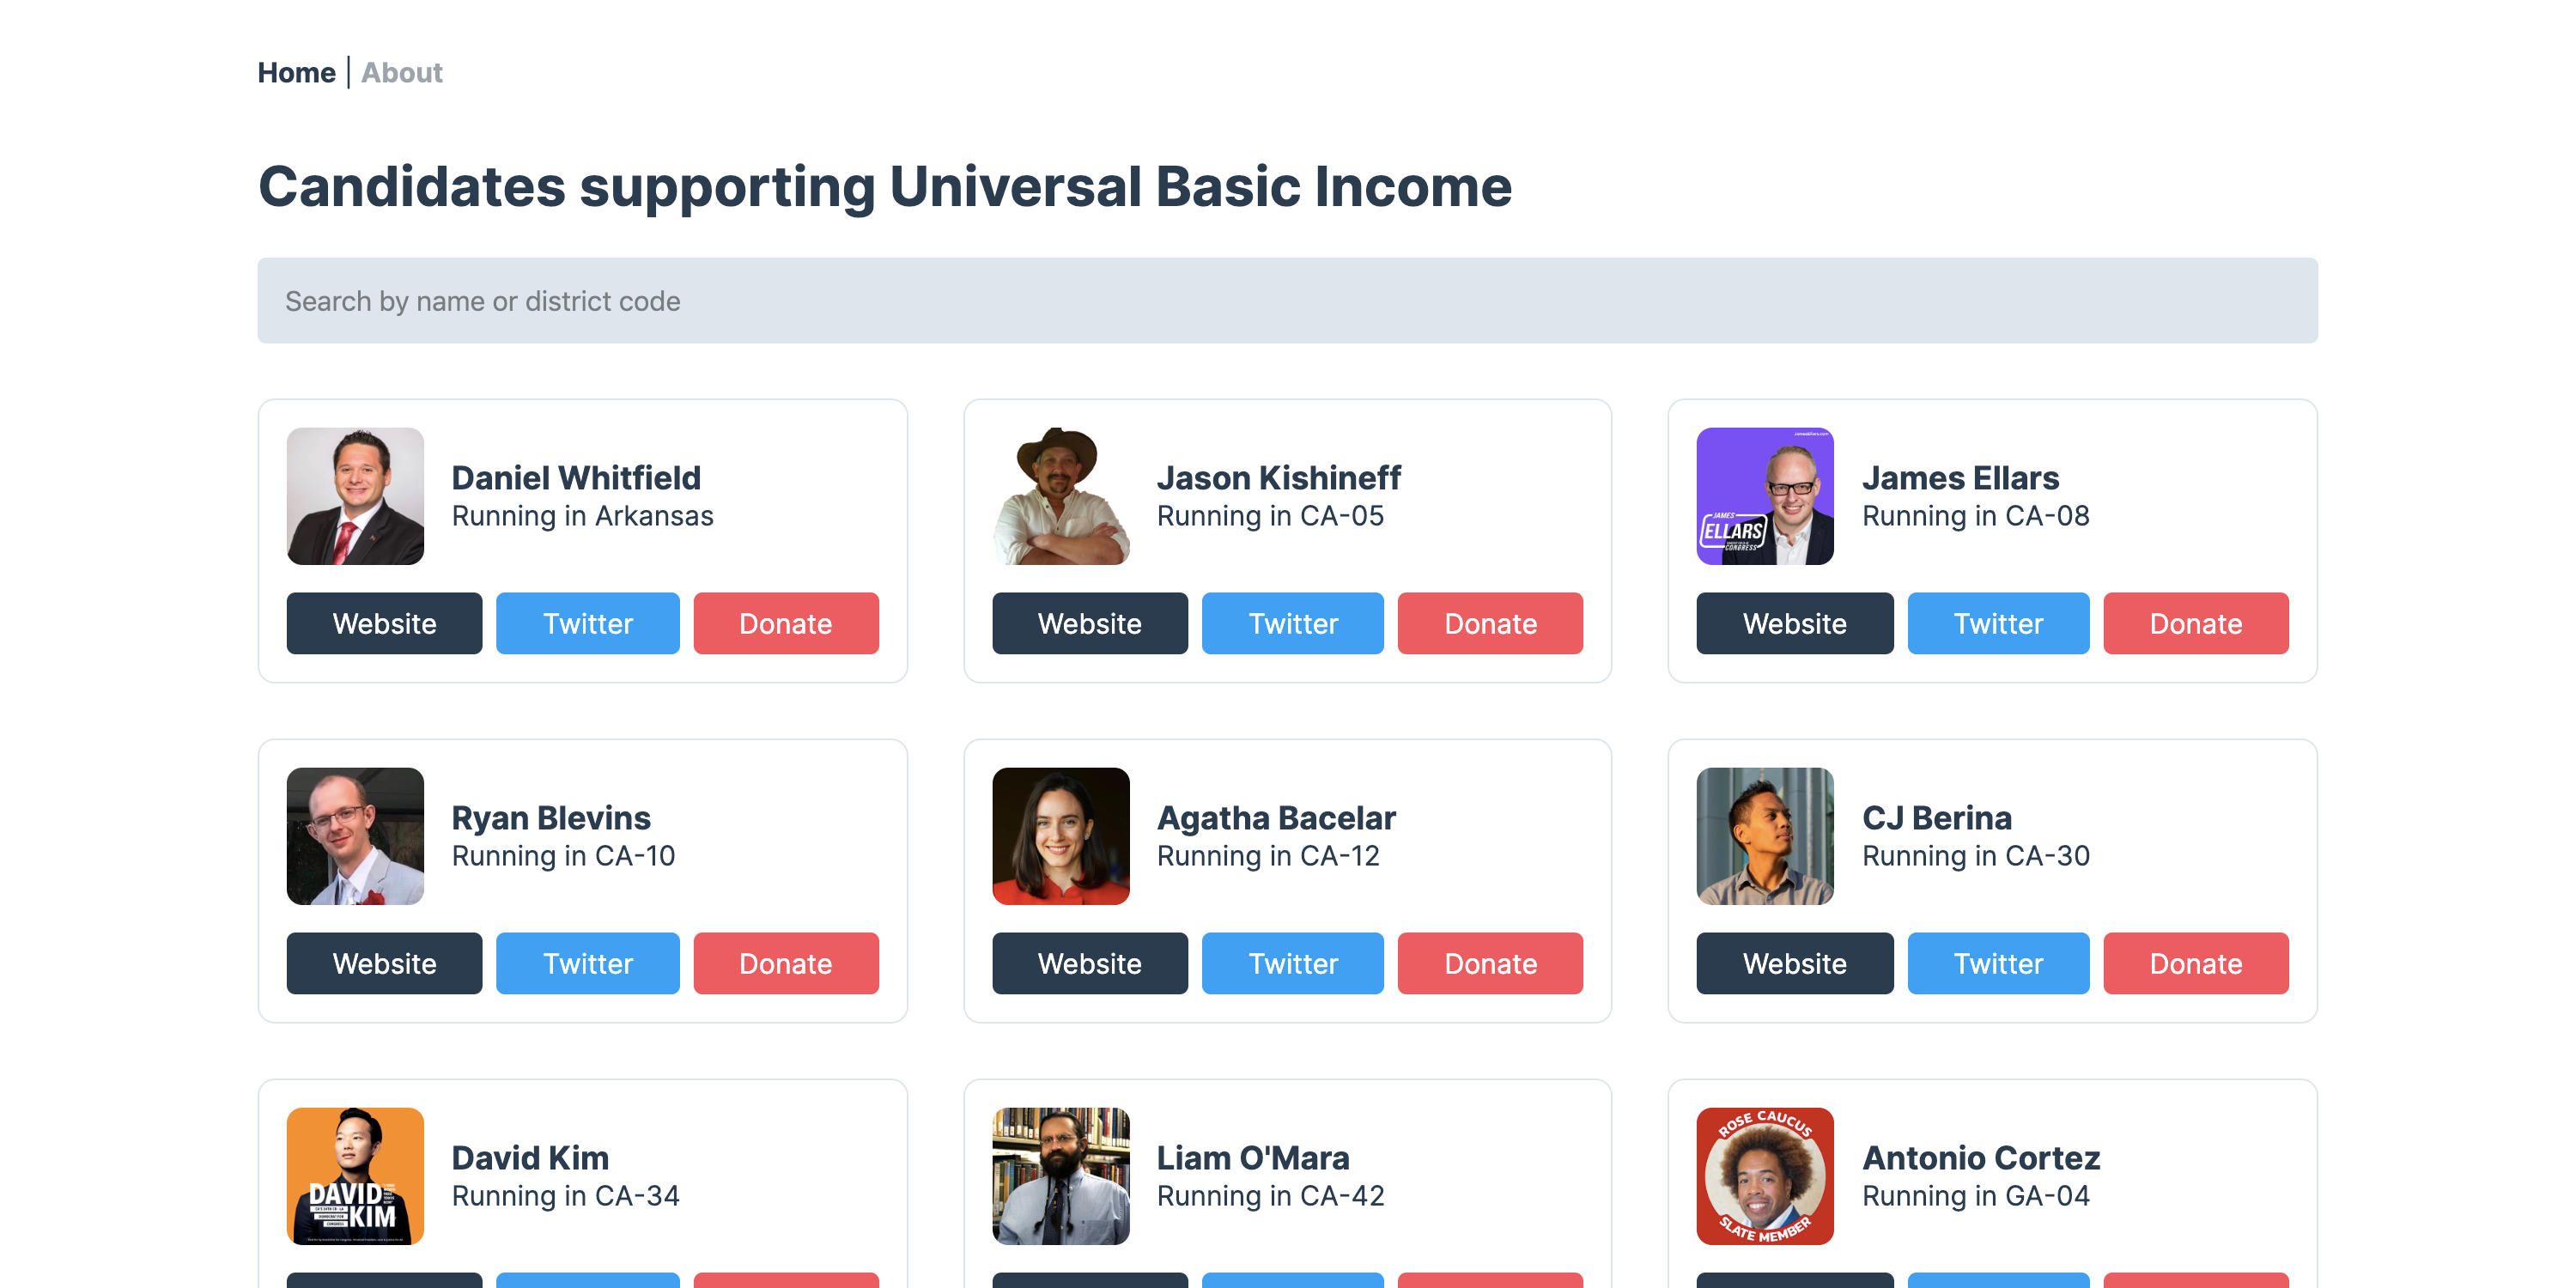 Home | About
Candidates supporting Universal Basic Income
Search by name or district code
Daniel Whitfield
Running in Arkansas
Website Twitter Donate
Jason Kishineff
Running in CA-05
Website Twitter Donate
JAMES
ELLARS
CONGRESS
James Ellars
Running in CA-08
Website Twitter Donate
Ryan Blevins
Running in CA-10
Website Twitter Donate
Agatha Bacelar
Running in CA-12
Website Twitter Donate
CJ Berina
Running in CA-30
Website Twitter Donate
DAVID
KIM
David Kim
Running in CA-34
Liam O'Mara
Running in CA-42
ROSE CAUCUS
SLATE MEMBER
Antonio Cortez
Running in GA-04